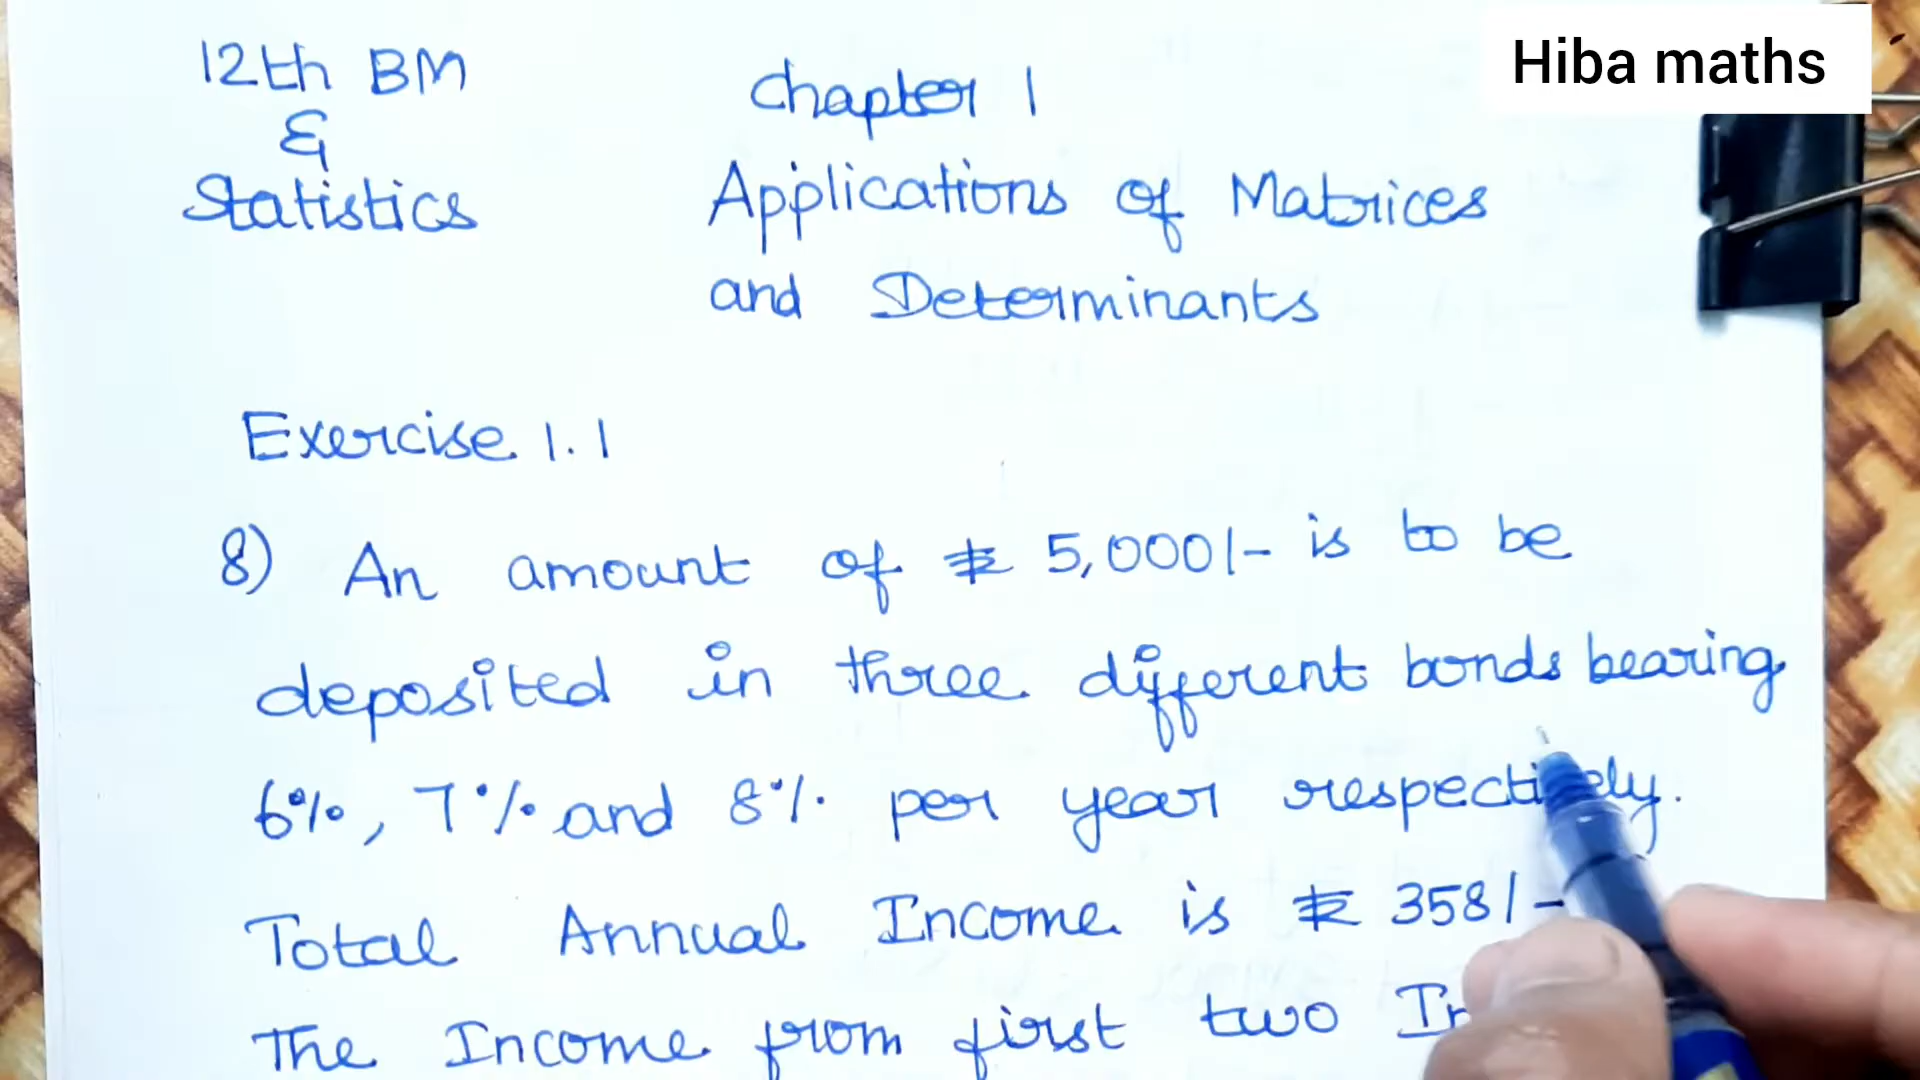 Hiba maths
12th BM
&
Statistics
Chapter 1
Applications of Matrices
and Determinants
Exercise 1.1
8) An amount of ₹ 5,000/- is to be
deposited in three different bonds bearing
6%, 7% and 8% per year respectively.
Total Annual Income is ₹ 358/-
The Income from first two